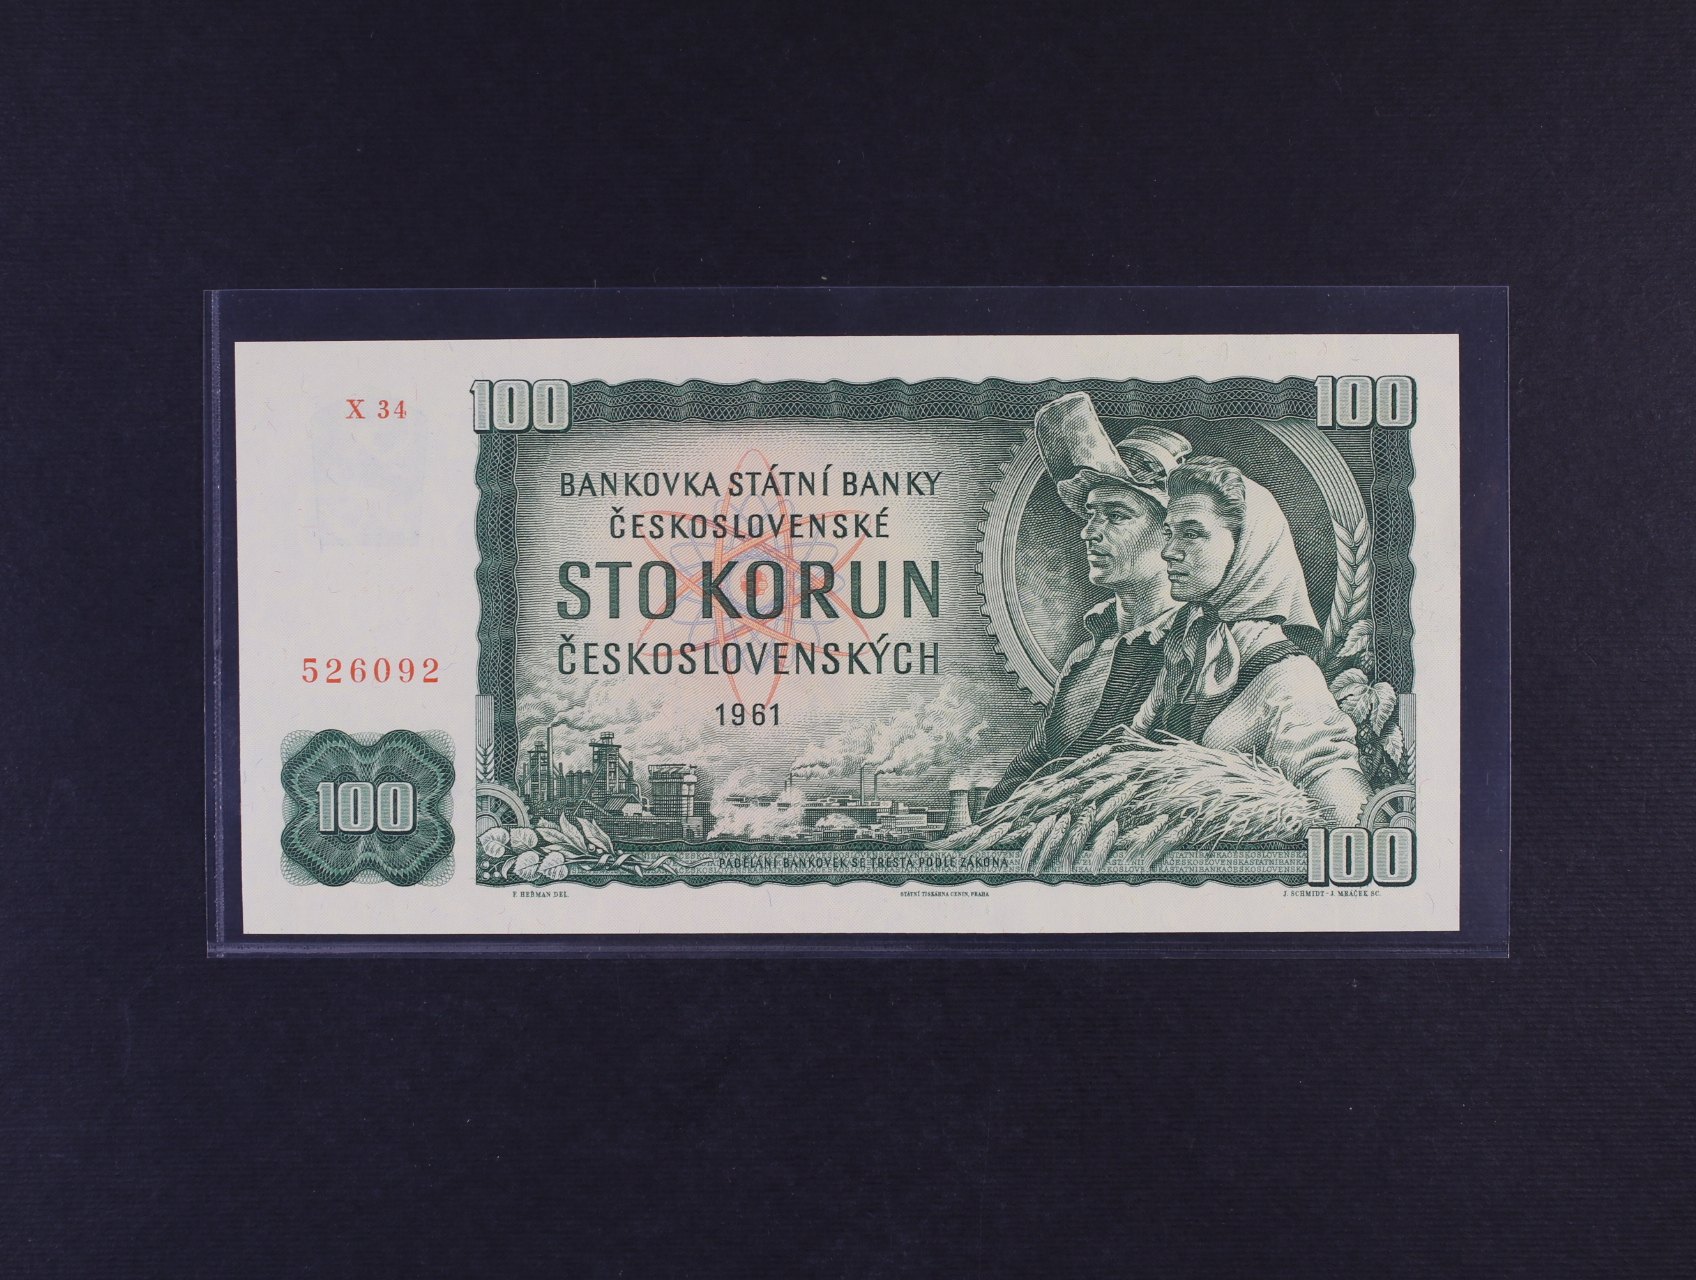 X 34
100
100
BANKOVKA STÁTNÍ BANKY
ČESKOSLOVENSKÉ
STO KORUN
ČESKOSLOVENSKÝCH
1961
526092
100
PADĚLÁNÍ BANKOVEK SE TRESTÁ PODLE ZÁKONA
100
F. HEŘMAN DEL.
STÁTNÍ TISKÁRNA CENIN, PRAHA
J. SCHMIDT - J. MRÁČEK SC.